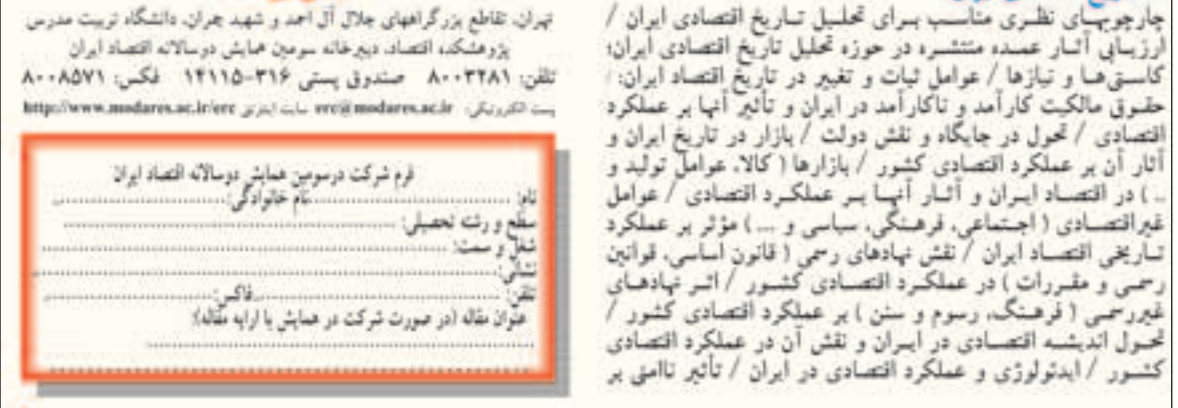 چارچوبهای نظری مناسب برای تحلیل تاریخ اقتصادی ایران /
ارزیابی آثار عمده منتشره در حوزه تحلیل تاریخ اقتصادی ایران؛
کاستی‌ها و نیازها / عوامل ثبات و تغییر در تاریخ اقتصاد ایران: /
حقوق مالکیت کارآمد و ناکارآمد در ایران و تأثیر آنها بر عملکرد
اقتصادی / تحول در جایگاه و نقش دولت / بازار در تاریخ ایران و
آثار آن بر عملکرد اقتصادی کشور / بازارها ( کالا، عوامل تولید و
... ) در اقتصاد ایران و آثار آنها بر عملکرد اقتصادی / عوامل
غیراقتصادی ( اجتماعی، فرهنگی، سیاسی و ... ) مؤثر بر عملکرد
تاریخی اقتصاد ایران / نقش نهادهای رسمی ( قانون اساسی، قوانین
رسمی و مقررات ) در عملکرد اقتصادی کشور / اثر نهادهای
غیررسمی ( فرهنگ، رسوم و سنن ) بر عملکرد اقتصادی کشور /
تحول اندیشه اقتصادی در ایران و نقش آن در عملکرد اقتصادی
کشور / ایدئولوژی و عملکرد اقتصادی در ایران / تأثیر ناامنی بر
تهران، تقاطع بزرگراههای جلال آل احمد و شهید چمران، دانشگاه تربیت مدرس،
پژوهشکده اقتصاد، دبیرخانه سومین همایش دوسالانه اقتصاد ایران
تلفن: ۸۰۰۳۲۸۱ صندوق پستی ۳۱۶-۱۴۱۱۵ فکس: ۸۰۰۸۵۷۱
پست الکترونیکی: erc@modares.ac.ir سایت اینترنتی http://www.modares.ac.ir/erc
فرم شرکت درسومین همایش دوسالانه اقتصاد ایران
نام: ..........نام خانوادگی:..........
سطح و رشته تحصیلی: ..........
شغل و سمت: ..........
نشانی:..........
تلفن: ..........فاکس:..........
عنوان مقاله (در صورت شرکت در همایش با ارایه مقاله):
..........
..........